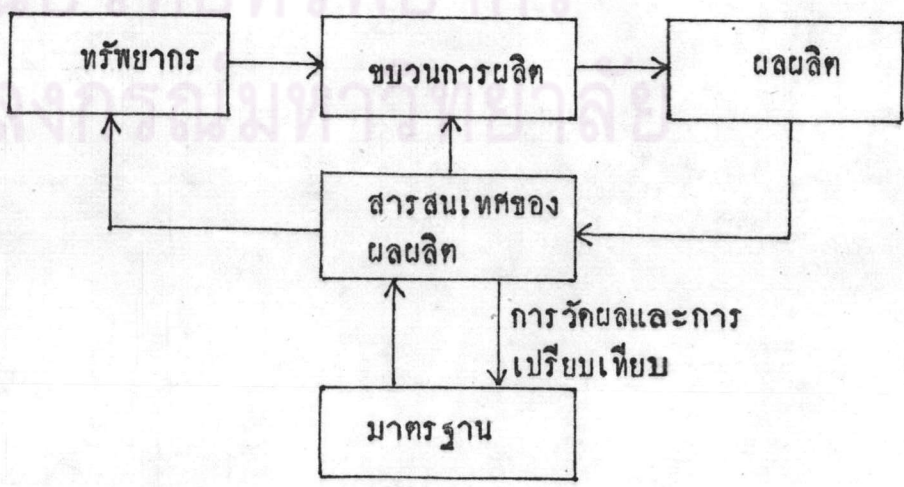 ทรัพยากร
ขบวนการผลิต
ผลผลิต
สารสนเทศของ
ผลผลิต
การวัดผลและการ
เปรียบเทียบ
มาตรฐาน